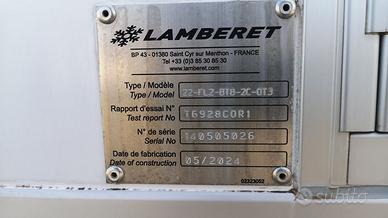 LAMBERET
BP 43 - 01380 Saint Cyr sur Menthon - FRANCE
Tel +33 (0)3 85 30 85 30
www.lamberet.com
Type / Modèle
Type / Model
22-FL2-BT8-2C-OT3
Rapport d'essai N°
Test report No
T6928COR1
N° de série
Serial No
140505026
Date de fabrication
Date of construction
05/2024
02323052
subito